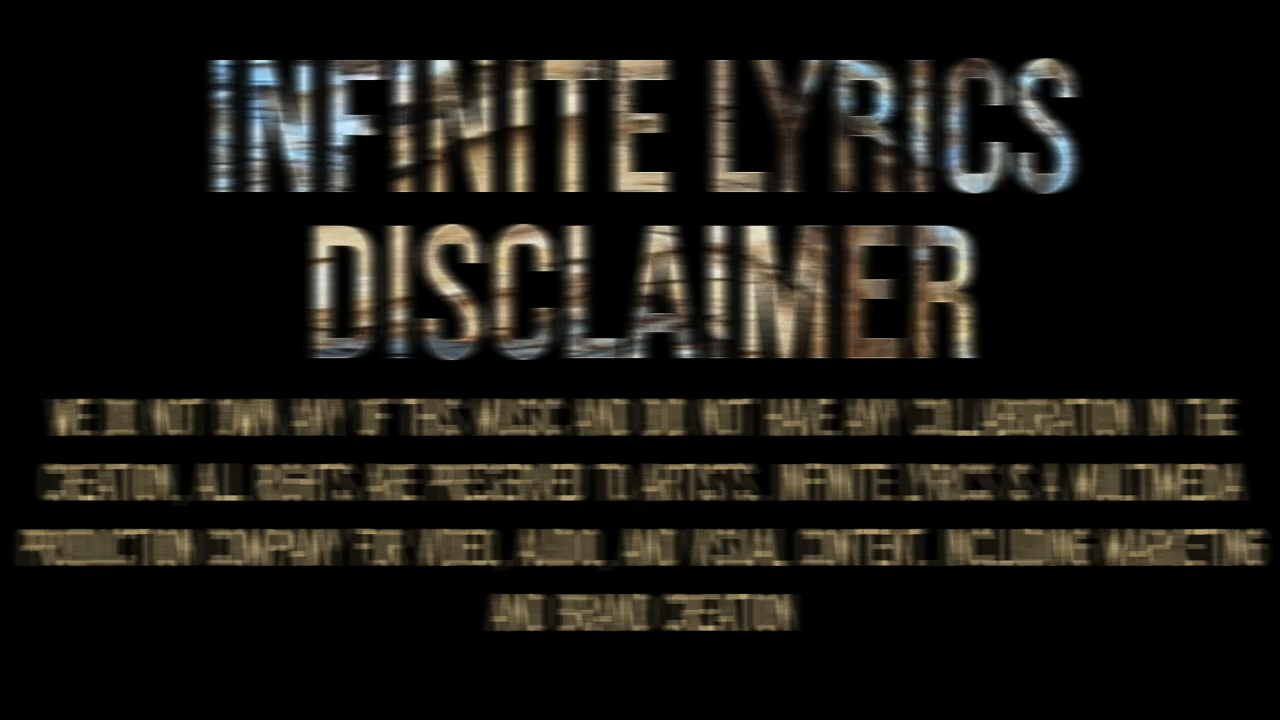 INFINITE LYRICS
DISCLAIMER
WE DO NOT OWN ANY OF THIS MUSIC AND DO NOT HAVE ANY COLLABORATION IN THE
CREATION. ALL RIGHTS ARE PRESERVED TO ARTISTS. INFINITE LYRICS IS A MULTIMEDIA
PRODUCTION COMPANY FOR VIDEO, AUDIO, AND VISUAL CONTENT, INCLUDING MARKETING
AND BRAND CREATION